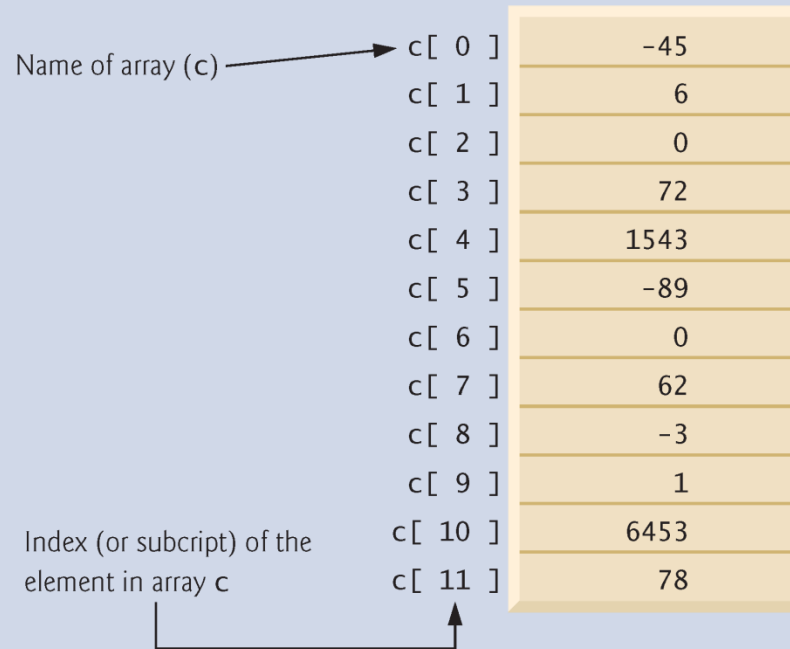 Name of array (c)
c[ 0 ] -45
c[ 1 ] 6
c[ 2 ] 0
c[ 3 ] 72
c[ 4 ] 1543
c[ 5 ] -89
c[ 6 ] 0
c[ 7 ] 62
c[ 8 ] -3
c[ 9 ] 1
c[ 10 ] 6453
c[ 11 ] 78
Index (or subcript) of the
element in array c